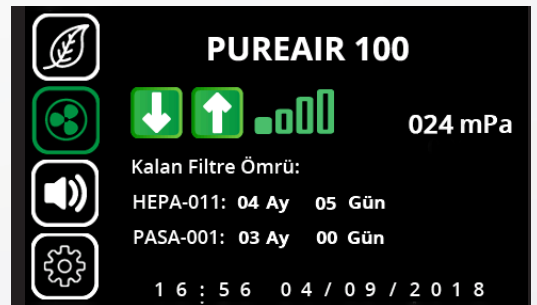 PUREAIR 100
024 mPa
Kalan Filtre Ömrü:
HEPA-011: 04 Ay 05 Gün
PASA-001: 03 Ay 00 Gün
16:56 04/09/2018